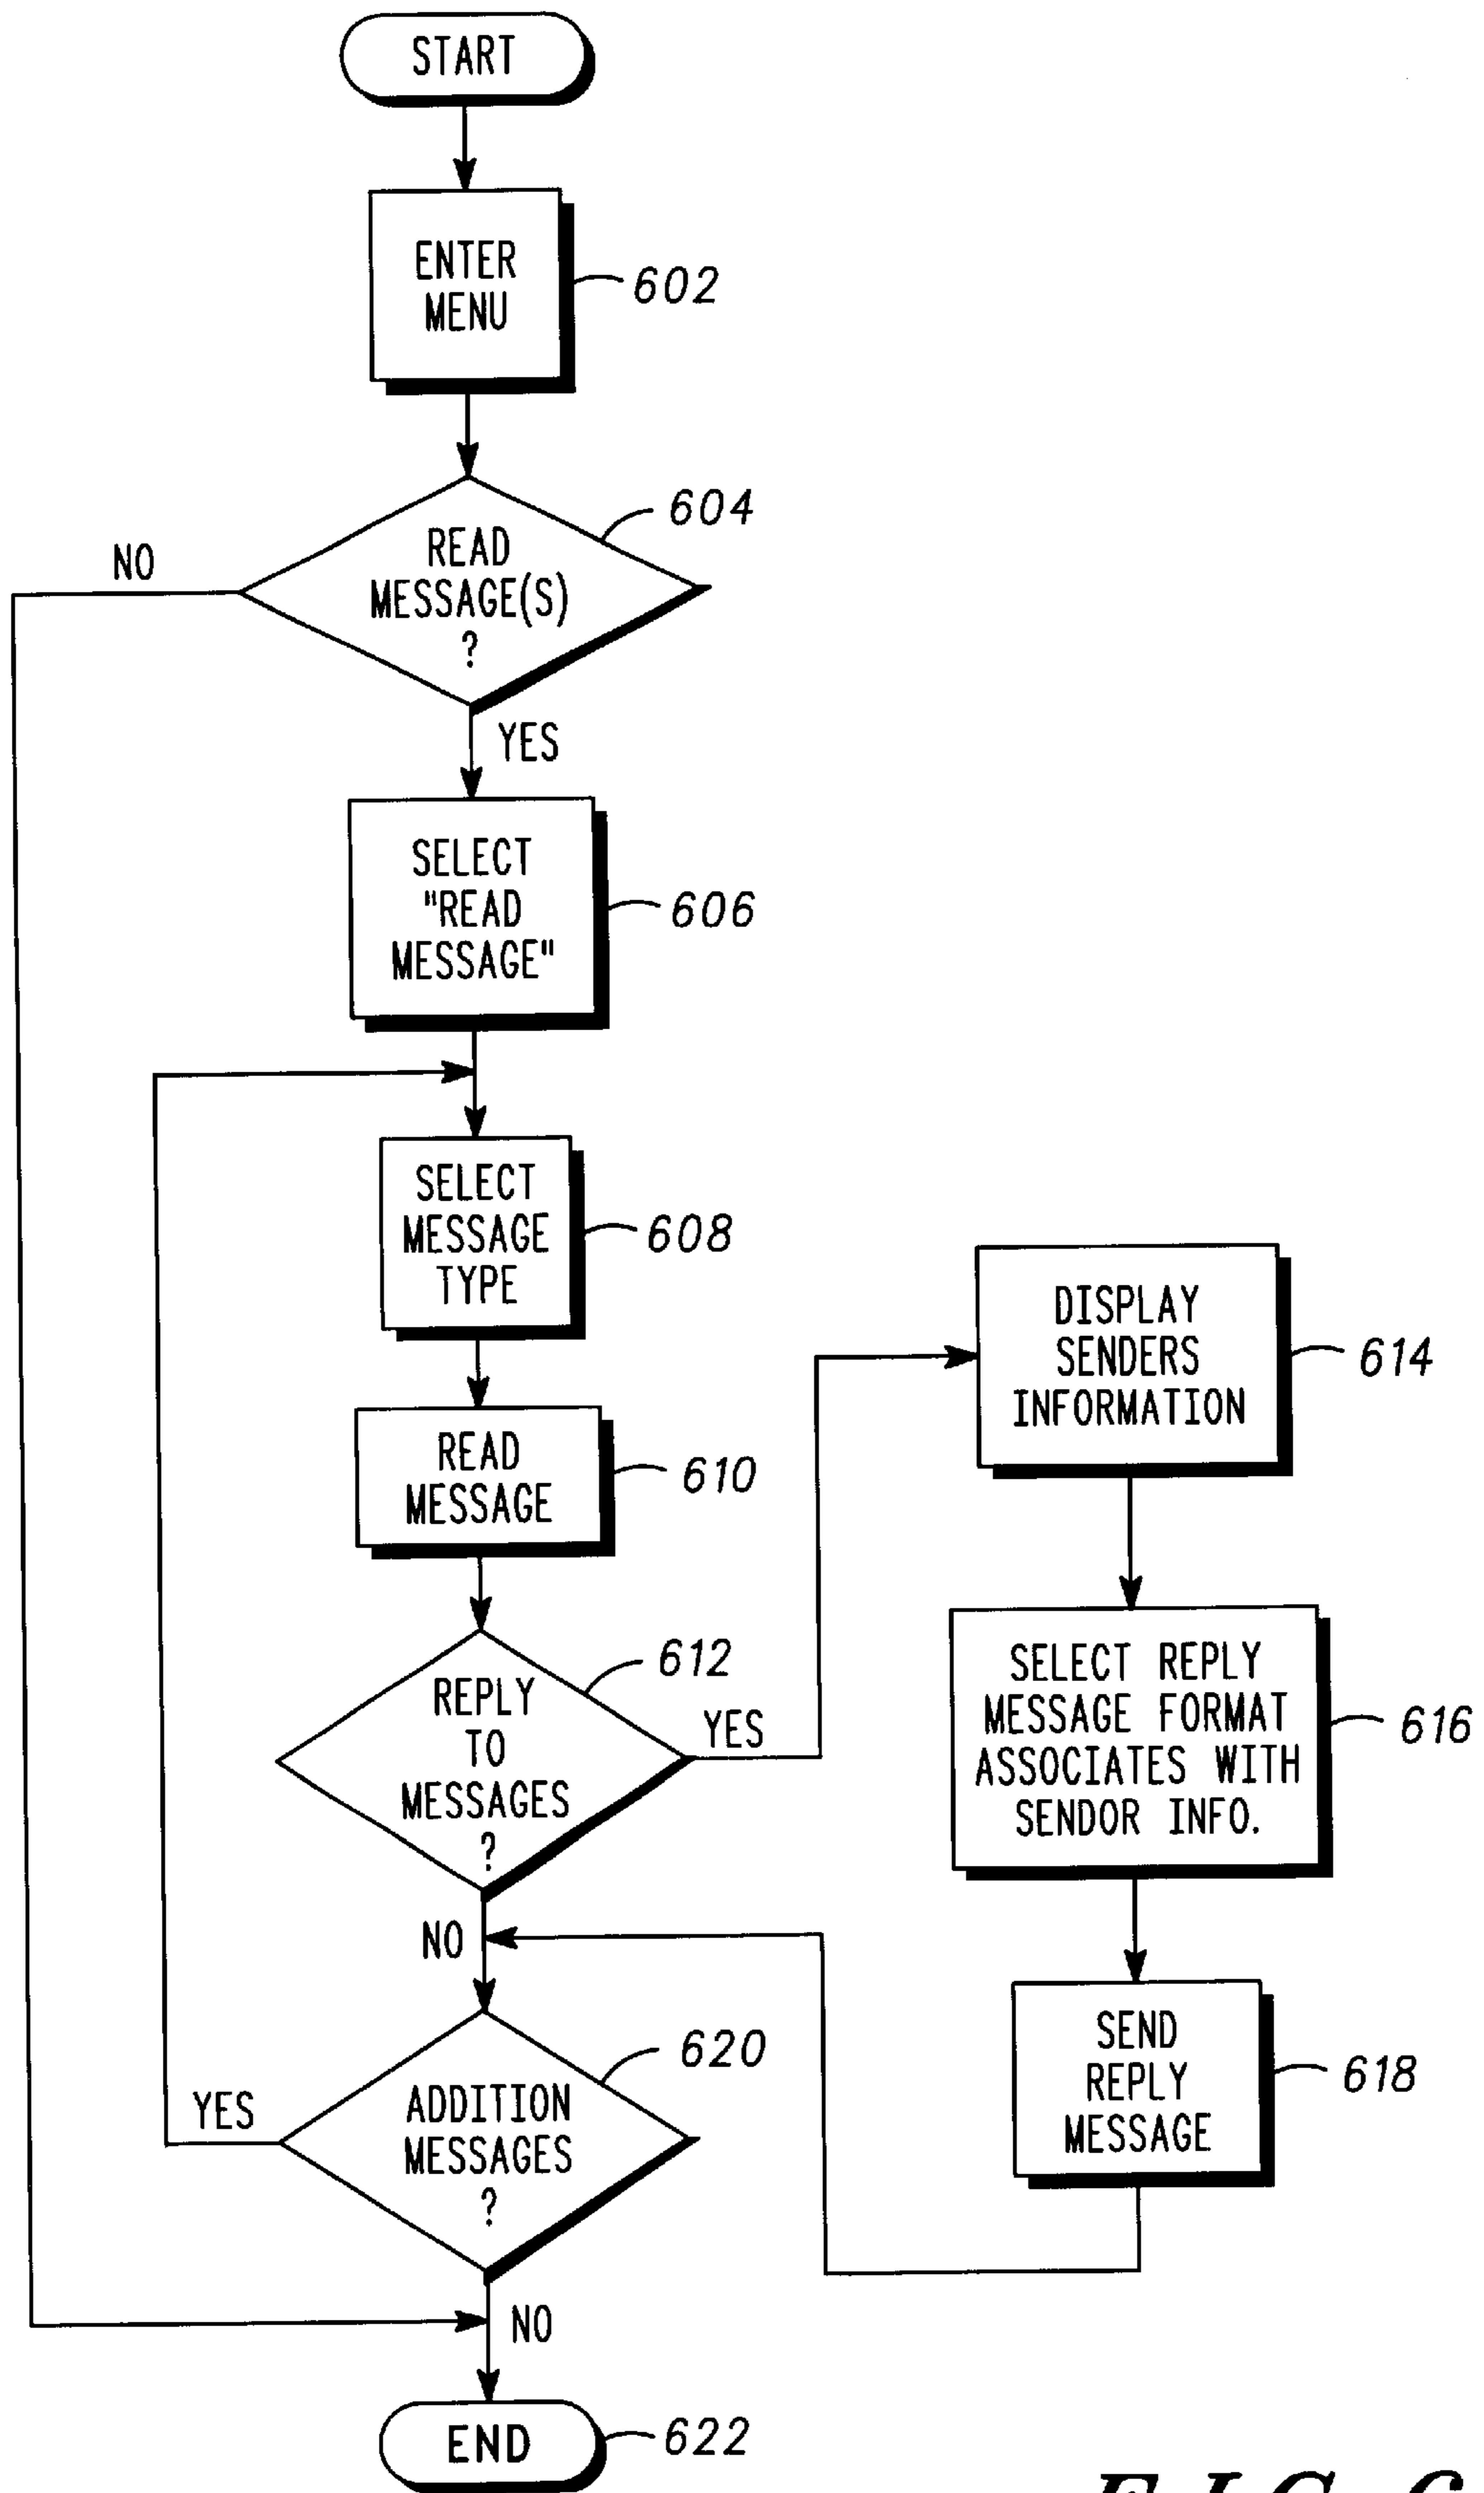 START
ENTER
MENU
602
604
READ
MESSAGE(S)
?
NO
YES
SELECT
"READ
MESSAGE"
606
SELECT
MESSAGE
TYPE
608
READ
MESSAGE
610
REPLY
TO
MESSAGES
?
612
YES
NO
DISPLAY
SENDERS
INFORMATION
614
SELECT REPLY
MESSAGE FORMAT
ASSOCIATES WITH
SENDOR INFO.
616
SEND
REPLY
MESSAGE
618
620
ADDITION
MESSAGES
?
YES
NO
END
622